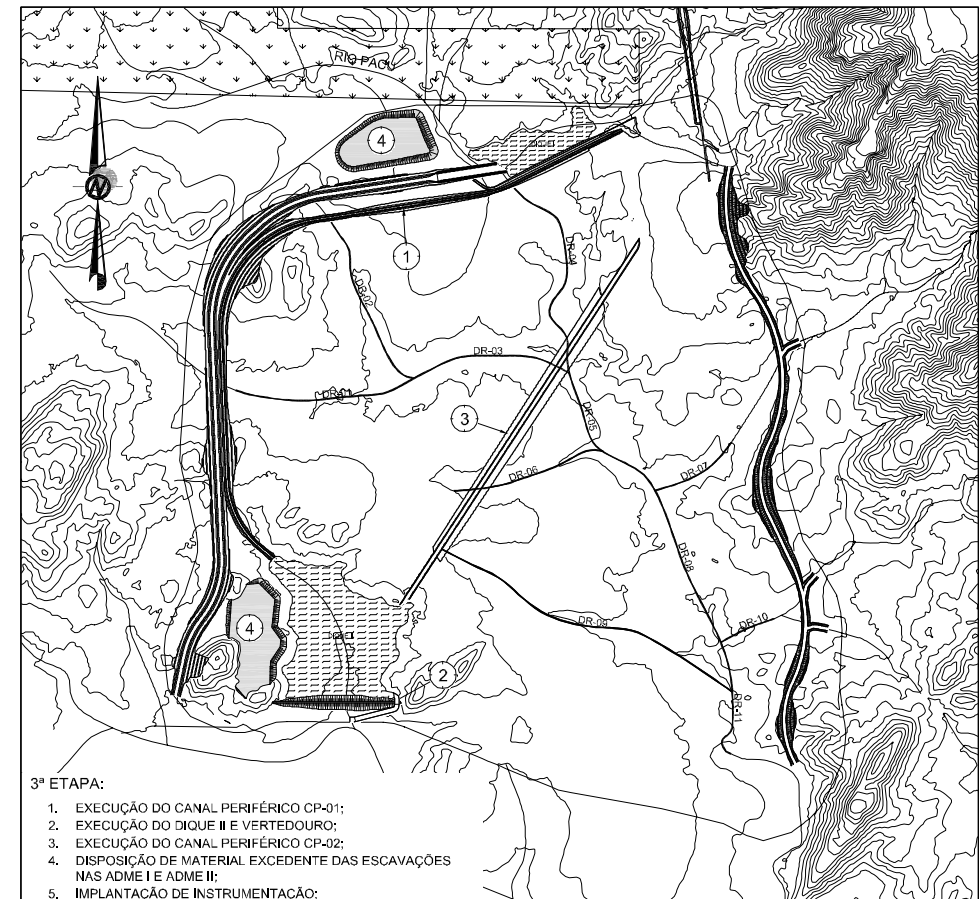 RIO PACU
4
N
1
DR-04
DR-02
DR-03
DR-01
3
DR-05
DR-06
DR-07
DR-08
4
DR-09
DR-10
2
DR-11
3ª ETAPA:
1. EXECUÇÃO DO CANAL PERIFÉRICO CP-01;
2. EXECUÇÃO DO DIQUE II E VERTEDOURO;
3. EXECUÇÃO DO CANAL PERIFÉRICO CP-02;
4. DISPOSIÇÃO DE MATERIAL EXCEDENTE DAS ESCAVAÇÕES
NAS ADME I E ADME II;
5. IMPLANTAÇÃO DE INSTRUMENTAÇÃO;